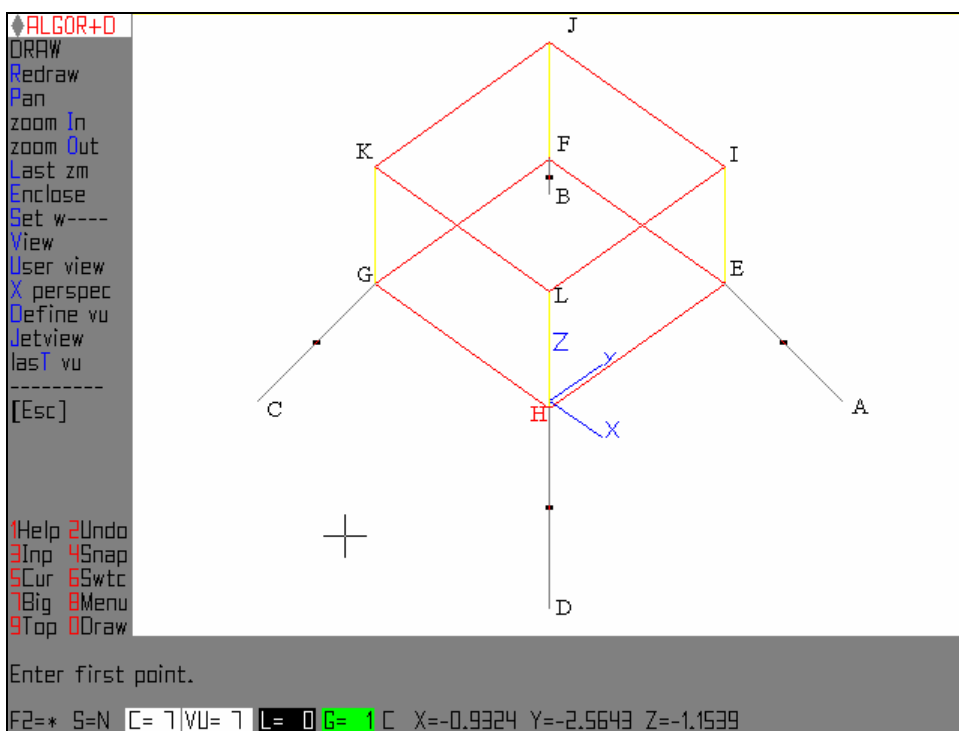 ALGOR+D
DRAW
Redraw
Pan
zoom In
zoom Out
Last zm
Enclose
Set w----
View
User view
X perspec
Define vu
Jetview
lasT vu
---------
[Esc]
1Help 2Undo
3Inp 4Snap
5Cur 6Swtc
7Big 8Menu
9Top 0Draw
J
K
F
I
B
G
E
L
Z
Y
C
H
X
A
D
Enter first point.
F2=* S=N C= 7 VU= 7 L= 0 G= 1 C X=-0.9324 Y=-2.5643 Z=-1.1539